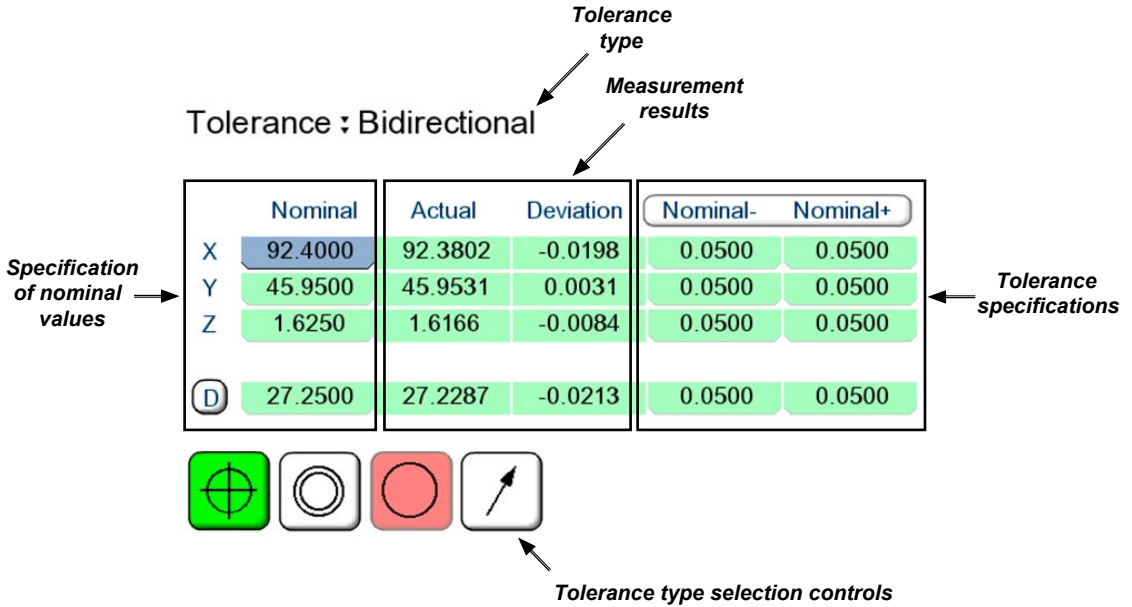 Tolerance
type
Measurement
results
Tolerance : Bidirectional
Nominal Actual Deviation Nominal- Nominal+
X 92.4000 92.3802 -0.0198 0.0500 0.0500
Specification
of nominal
values
Y 45.9500 45.9531 0.0031 0.0500 0.0500
Z 1.6250 1.6166 -0.0084 0.0500 0.0500
Tolerance
specifications
D 27.2500 27.2287 -0.0213 0.0500 0.0500
Tolerance type selection controls